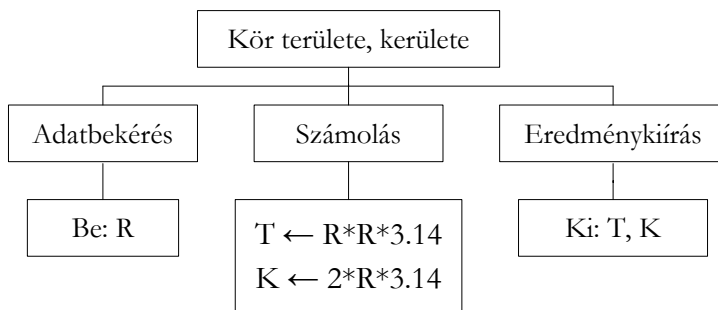 Kör területe, kerülete
Adatbekérés
Számolás
Eredménykiírás
Be: R
T ← R*R*3.14
K ← 2*R*3.14
Ki: T, K